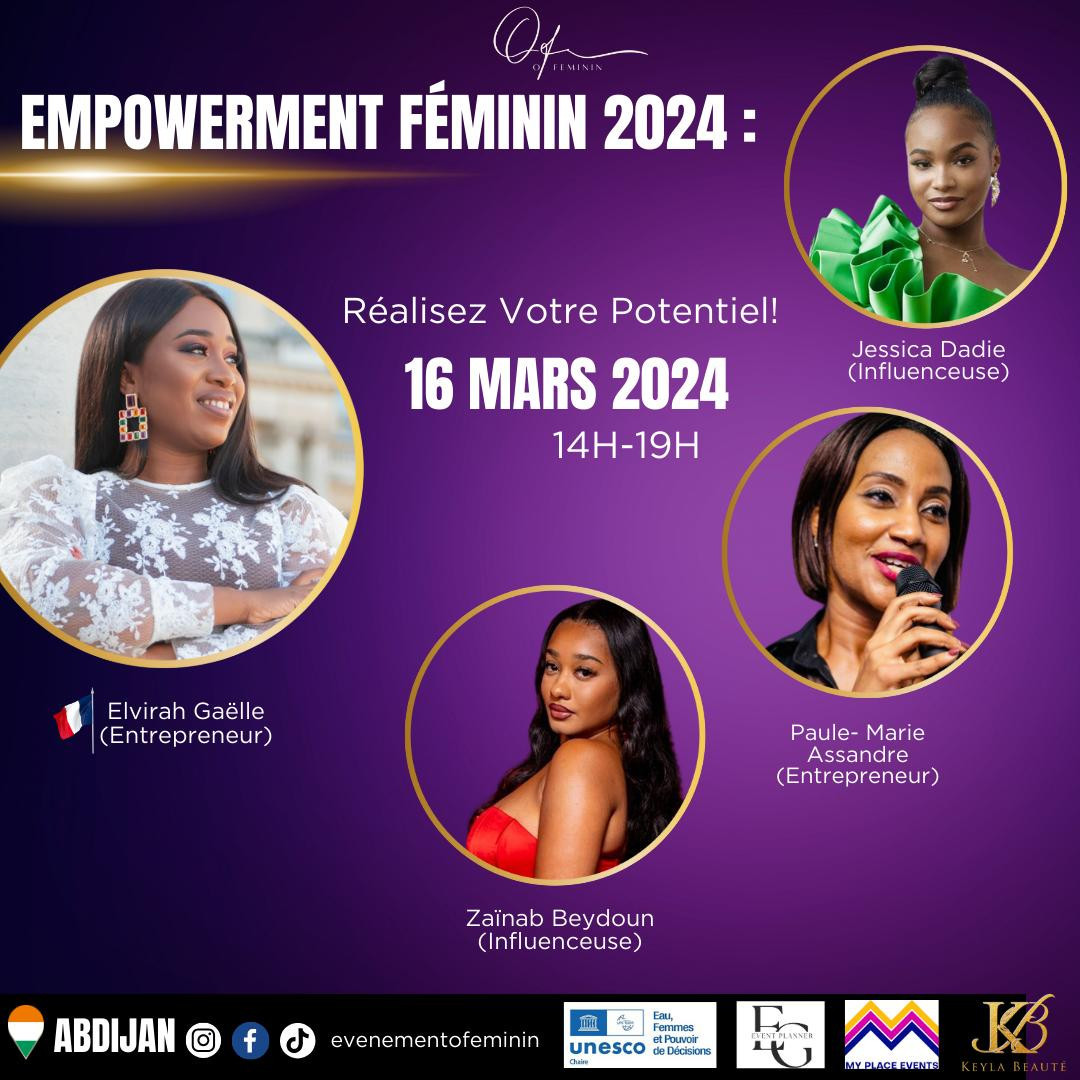 Of
O FEMININ
EMPOWERMENT FÉMININ 2024 :
Réalisez Votre Potentiel!
16 MARS 2024
14H-19H
Jessica Dadie
(Influenceuse)
Elvirah Gaëlle
(Entrepreneur)
Paule- Marie
Assandre
(Entrepreneur)
Zaïnab Beydoun
(Influenceuse)
ABDIJAN
evenementofeminin
unesco
Chaire
Eau,
Femmes
et Pouvoir
de Décisions
EG
EVENT PLANNER
MY PLACE EVENTS
KB
KEYLA BEAUTÉ